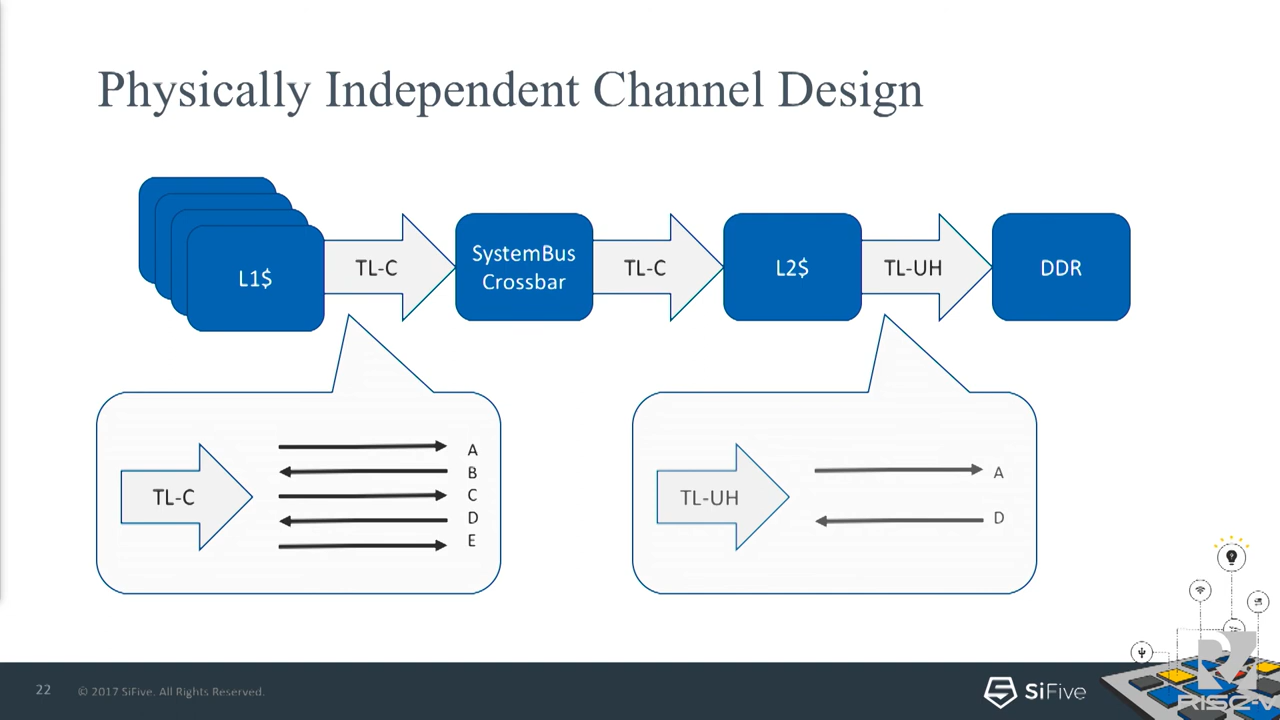 Physically Independent Channel Design
L1$
TL-C
SystemBus
Crossbar
TL-C
L2$
TL-UH
DDR
TL-C
A
B
C
D
E
TL-UH
A
D
22
© 2017 SiFive. All Rights Reserved.
SiFive
RISC-V